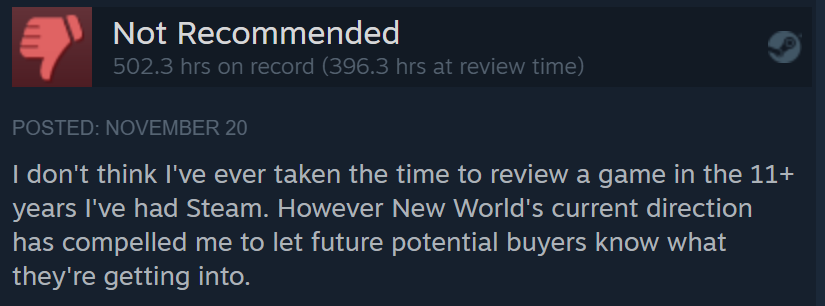 Not Recommended
502.3 hrs on record (396.3 hrs at review time)
POSTED: NOVEMBER 20
I don't think I've ever taken the time to review a game in the 11+
years I've had Steam. However New World's current direction
has compelled me to let future potential buyers know what
they're getting into.